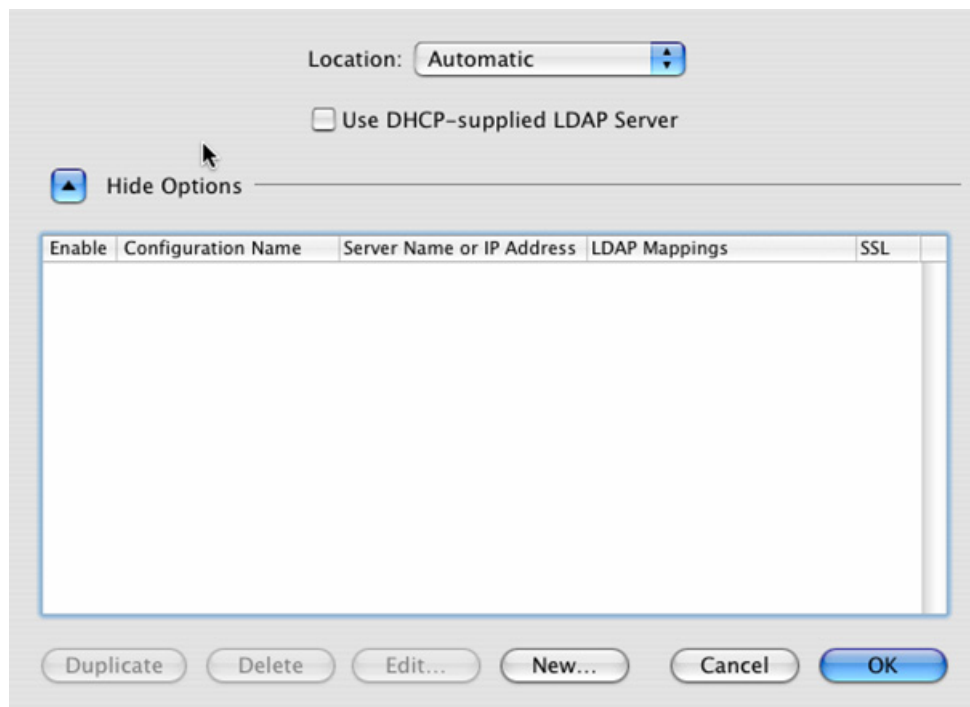 Location: Automatic
Use DHCP-supplied LDAP Server
Hide Options
Enable Configuration Name Server Name or IP Address LDAP Mappings SSL
Duplicate Delete Edit... New... Cancel OK